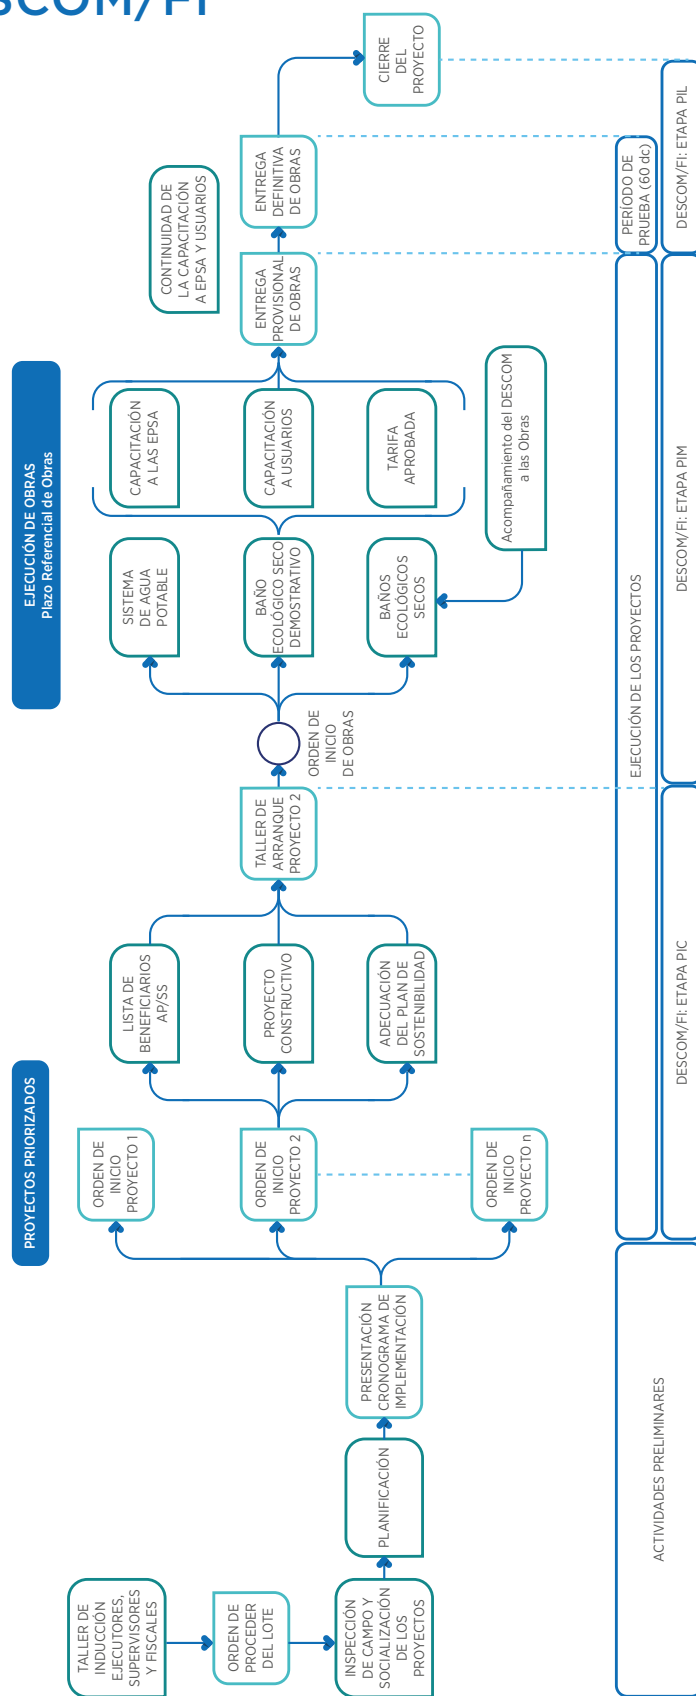 SCOM/FI
EJECUCIÓN DE OBRAS
Plazo Referencial de Obras
PROYECTOS PRIORIZADOS
TALLER DE
INDUCCIÓN
EJECUTORES,
SUPERVISORES
Y FISCALES
ORDEN DE
PROCEDER
DEL LOTE
INSPECCIÓN
DE CAMPO Y
SOCIALIZACIÓN
DE LOS
PROYECTOS
PLANIFICACIÓN
PRESENTACIÓN
CRONOGRAMA DE
IMPLEMENTACIÓN
ORDEN DE
INICIO
PROYECTO 1
ORDEN DE
INICIO
PROYECTO 2
ORDEN DE
INICIO
PROYECTO n
LISTA DE
BENEFICIARIOS
AP/SS
PROYECTO
CONSTRUCTIVO
ADECUACIÓN
DEL PLAN DE
SOSTENIBILIDAD
TALLER DE
ARRANQUE
PROYECTO 2
ORDEN DE
INICIO
DE OBRAS
SISTEMA
DE AGUA
POTABLE
BAÑO
ECOLÓGICO SECO
DEMOSTRATIVO
BAÑOS
ECOLÓGICOS
SECOS
Acompañamiento del DESCOM
a las Obras
CAPACITACIÓN
A LAS EPSA
CAPACITACIÓN
A USUARIOS
TARIFA
APROBADA
ENTREGA
PROVISIONAL
DE OBRAS
CONTINUIDAD DE
LA CAPACITACIÓN
A EPSA Y USUARIOS
ENTREGA
DEFINITIVA
DE OBRAS
CIERRE
DEL
PROYECTO
ACTIVIDADES PRELIMINARES
EJECUCIÓN DE LOS PROYECTOS
PERÍODO DE
PRUEBA (60 dc)
DESCOM/FI: ETAPA PIC
DESCOM/FI: ETAPA PIM
DESCOM/FI: ETAPA PIL